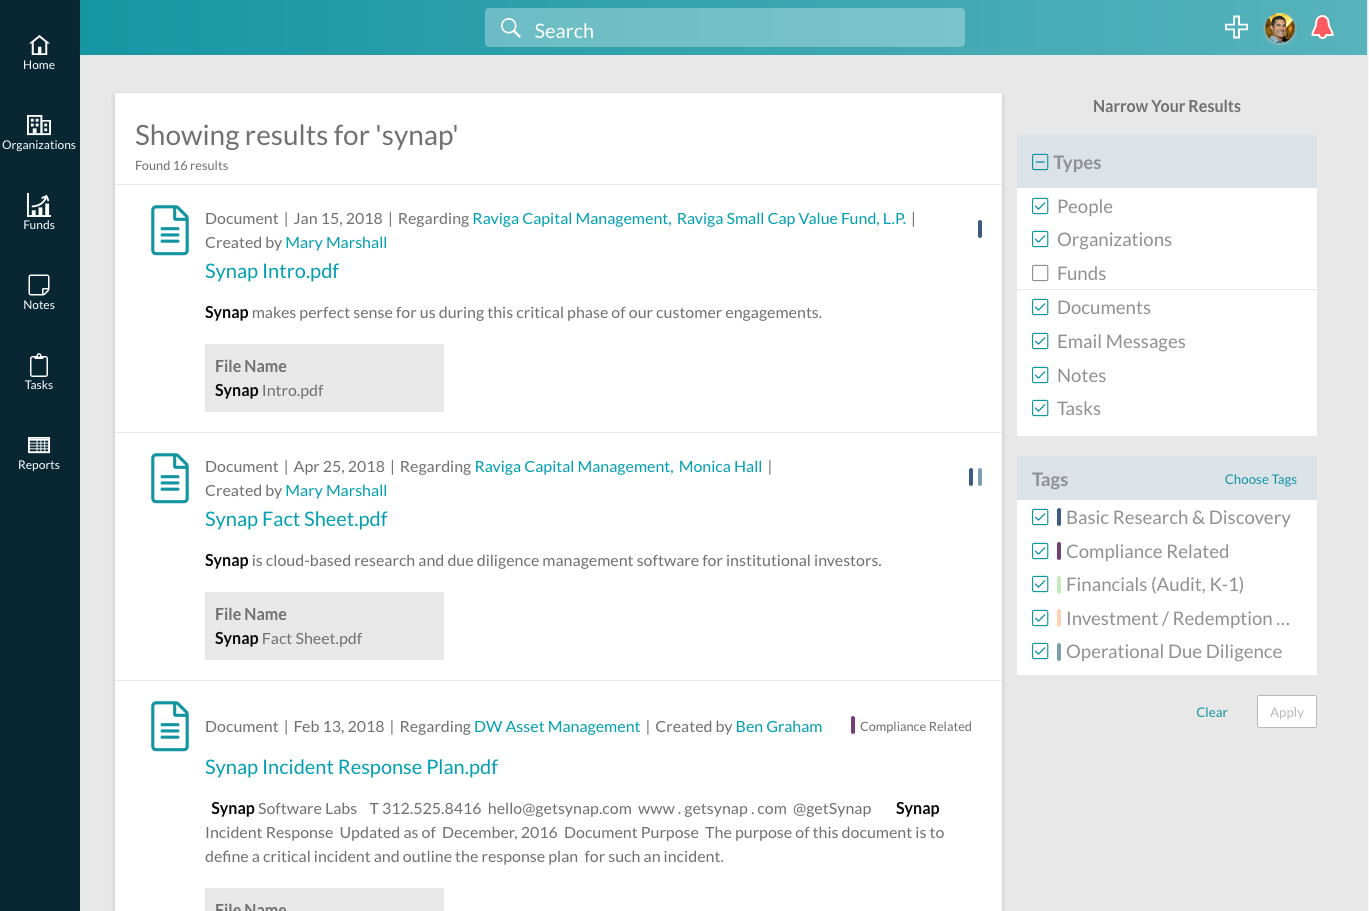 Search
Home
Organizations
Funds
Notes
Tasks
Reports
Showing results for 'synap'
Found 16 results
Document | Jan 15, 2018 | Regarding Raviga Capital Management, Raviga Small Cap Value Fund, L.P. |
Created by Mary Marshall
Synap Intro.pdf
Synap makes perfect sense for us during this critical phase of our customer engagements.
File Name
Synap Intro.pdf
Document | Apr 25, 2018 | Regarding Raviga Capital Management, Monica Hall |
Created by Mary Marshall
Synap Fact Sheet.pdf
Synap is cloud-based research and due diligence management software for institutional investors.
File Name
Synap Fact Sheet.pdf
Document | Feb 13, 2018 | Regarding DW Asset Management | Created by Ben Graham
Compliance Related
Synap Incident Response Plan.pdf
Synap Software Labs T 312.525.8416 hello@getsynap.com www . getsynap . com @getSynap Synap
Incident Response Updated as of December, 2016 Document Purpose The purpose of this document is to
define a critical incident and outline the response plan for such an incident.
File Name
Narrow Your Results
Types
People
Organizations
Funds
Documents
Email Messages
Notes
Tasks
Tags
Choose Tags
Basic Research & Discovery
Compliance Related
Financials (Audit, K-1)
Investment / Redemption ...
Operational Due Diligence
Clear
Apply